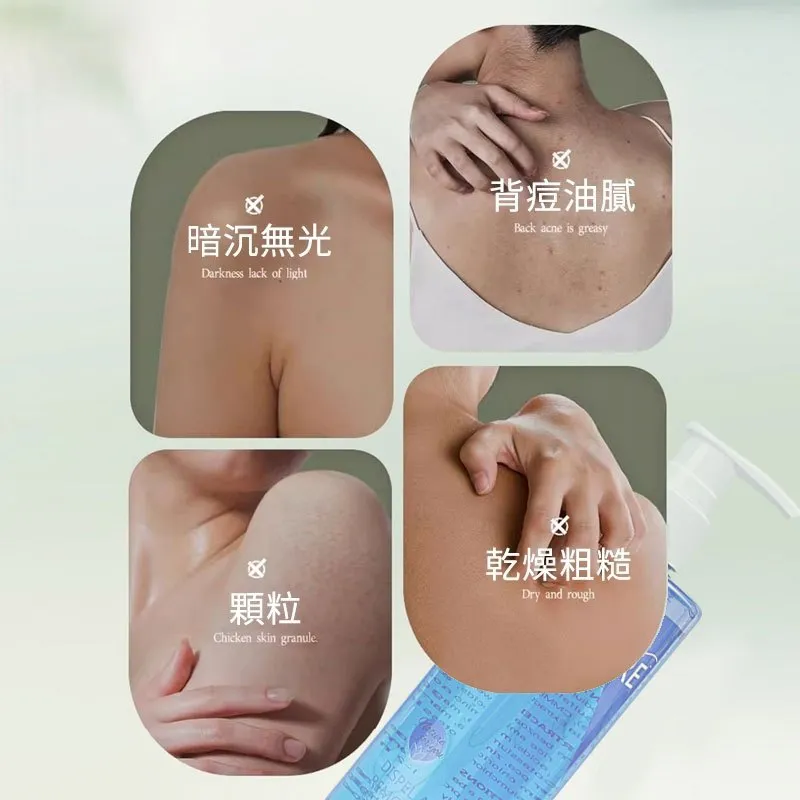 背痘油膩
Back acne is greasy
暗沉無光
Darkness lack of light
乾燥粗糙
Dry and rough
顆粒
Chicken skin granule.
DISPEL